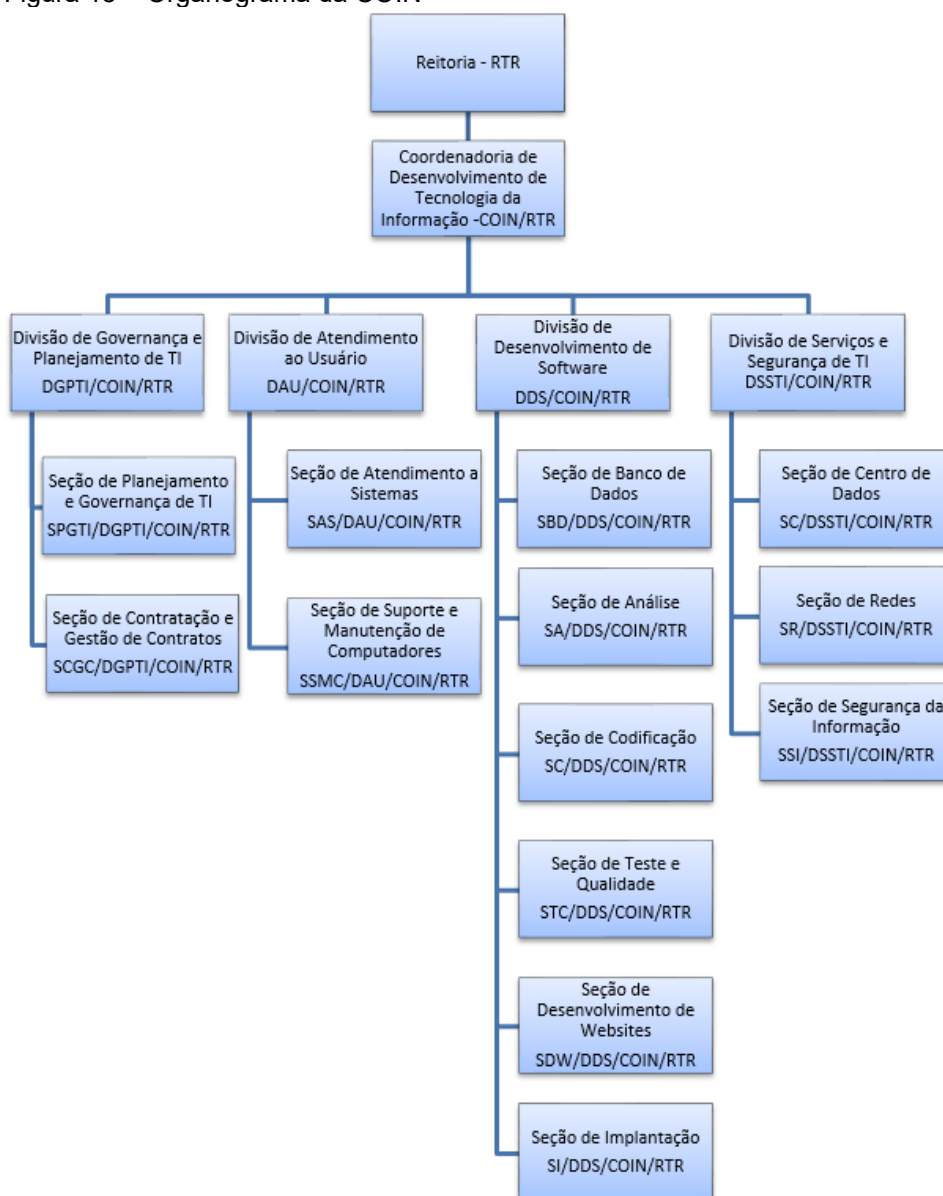 Figura 10 – Organograma da COIN
Reitoria - RTR
Coordenadoria de
Desenvolvimento de
Tecnologia da
Informação -COIN/RTR
Divisão de Governança e
Planejamento de TI
DGPTI/COIN/RTR
Divisão de Atendimento
ao Usuário
DAU/COIN/RTR
Divisão de
Desenvolvimento de
Software
DDS/COIN/RTR
Divisão de Serviços e
Segurança de TI
DSSTI/COIN/RTR
Seção de Planejamento
e Governança de TI
SPGTI/DGPTI/COIN/RTR
Seção de Contratação e
Gestão de Contratos
SCGC/DGPTI/COIN/RTR
Seção de Atendimento a
Sistemas
SAS/DAU/COIN/RTR
Seção de Suporte e
Manutenção de
Computadores
SSMC/DAU/COIN/RTR
Seção de Banco de
Dados
SBD/DDS/COIN/RTR
Seção de Análise
SA/DDS/COIN/RTR
Seção de Codificação
SC/DDS/COIN/RTR
Seção de Teste e
Qualidade
STC/DDS/COIN/RTR
Seção de
Desenvolvimento de
Websites
SDW/DDS/COIN/RTR
Seção de Implantação
SI/DDS/COIN/RTR
Seção de Centro de
Dados
SC/DSSTI/COIN/RTR
Seção de Redes
SR/DSSTI/COIN/RTR
Seção de Segurança da
Informação
SSI/DSSTI/COIN/RTR